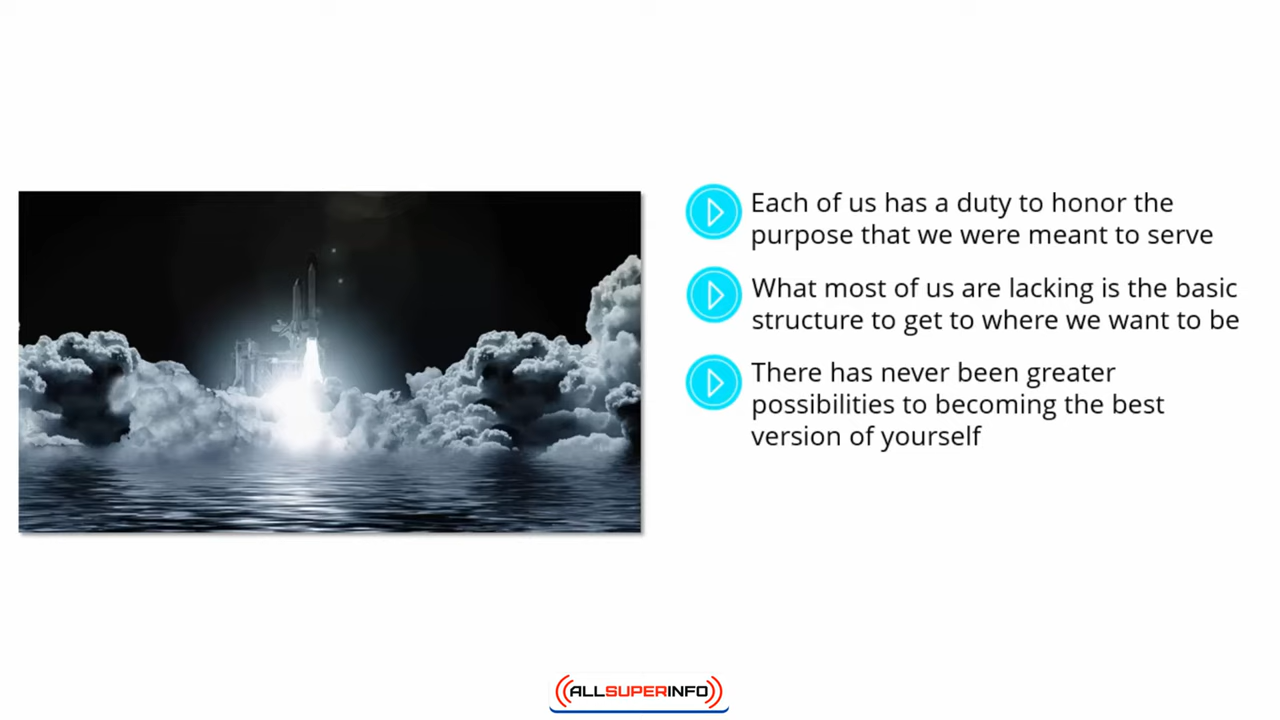 Each of us has a duty to honor the
purpose that we were meant to serve
What most of us are lacking is the basic
structure to get to where we want to be
There has never been greater
possibilities to becoming the best
version of yourself
ALLSUPERINFO